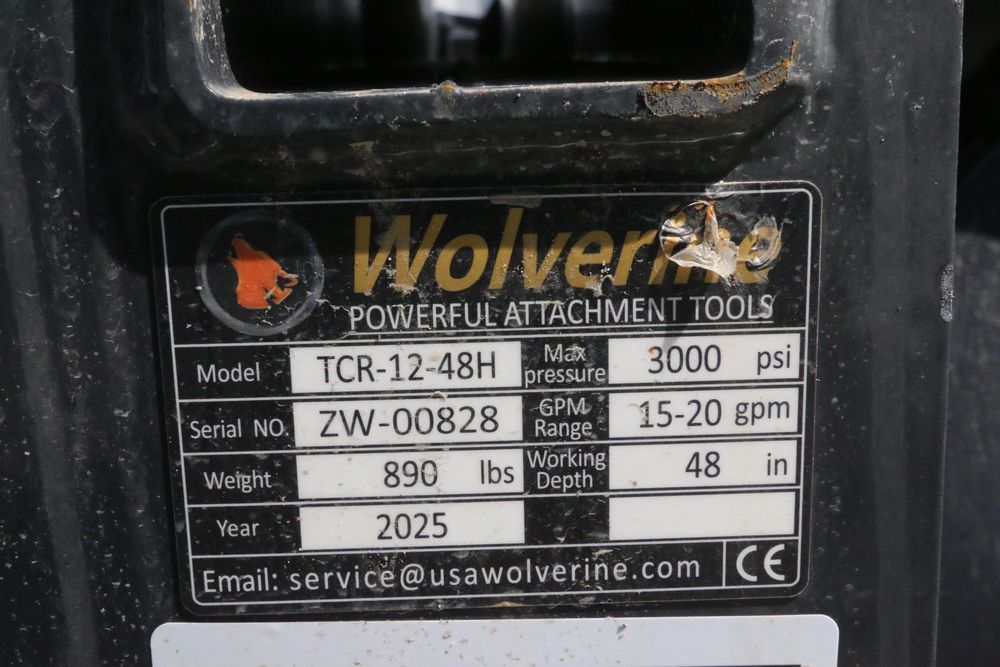 Wolverine
POWERFUL ATTACHMENT TOOLS
Model TCR-12-48H Max pressure 3000 psi
Serial NO. ZW-00828 GPM Range 15-20 gpm
Weight 890 lbs Working Depth 48 in
Year 2025
Email: service@usawolverine.com CE